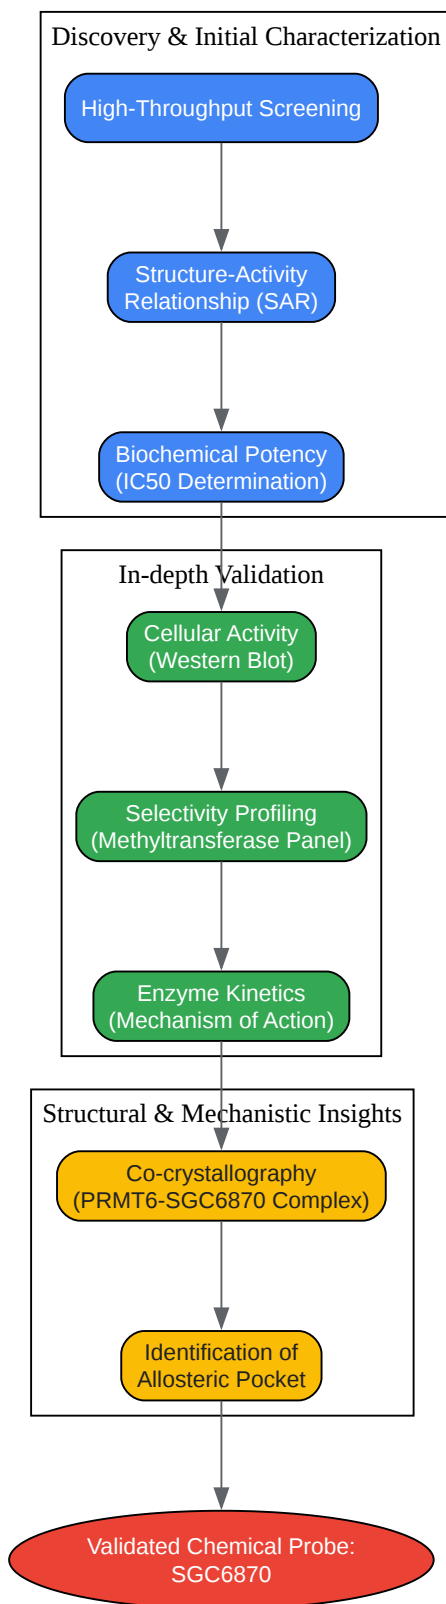 Discovery & Initial Characterization
High-Throughput Screening
Structure-Activity
Relationship (SAR)
Biochemical Potency
(IC50 Determination)
In-depth Validation
Cellular Activity
(Western Blot)
Selectivity Profiling
(Methyltransferase Panel)
Enzyme Kinetics
(Mechanism of Action)
Structural & Mechanistic Insights
Co-crystallography
(PRMT6-SGC6870 Complex)
Identification of
Allosteric Pocket
Validated Chemical Probe:
SGC6870